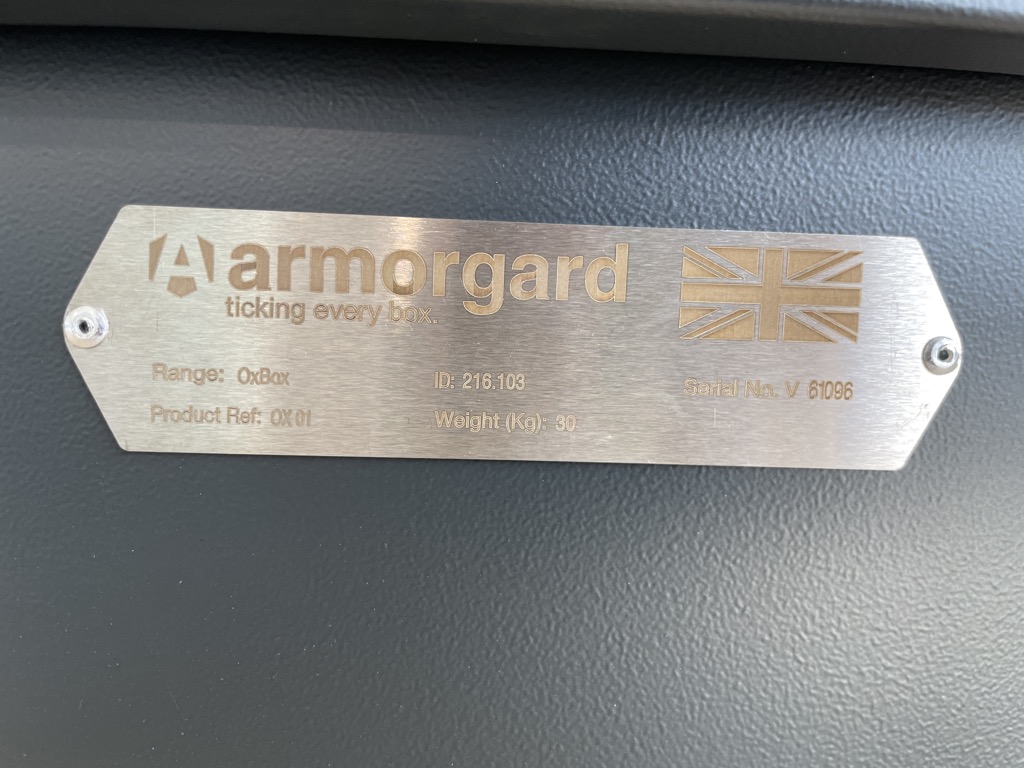 armorgard
ticking every box.
Range: OxBox
ID: 216.103
Serial No. V 61096
Product Ref: OX01
Weight (Kg): 30